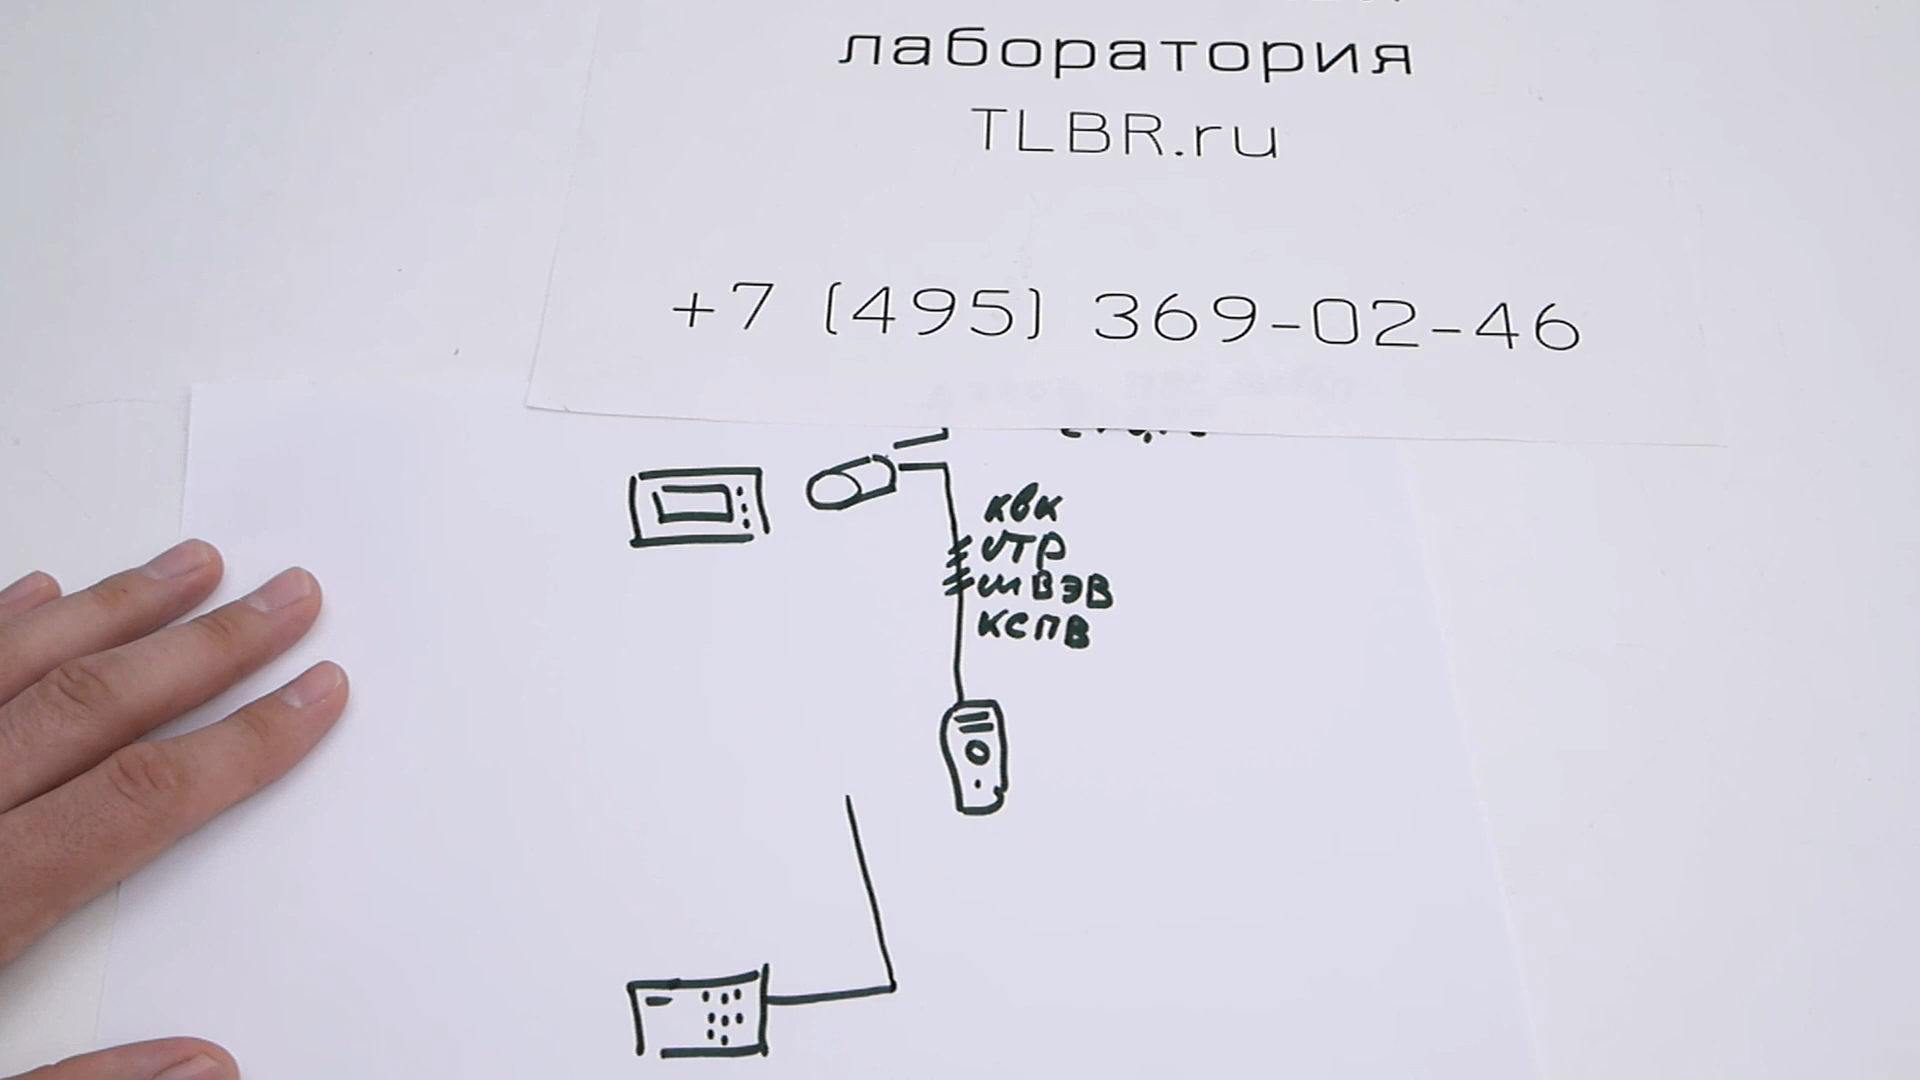 лаборатория
TLBR.ru
+7 (495) 369-02-46
квк
UTP
ШВЭВ
КСПВ